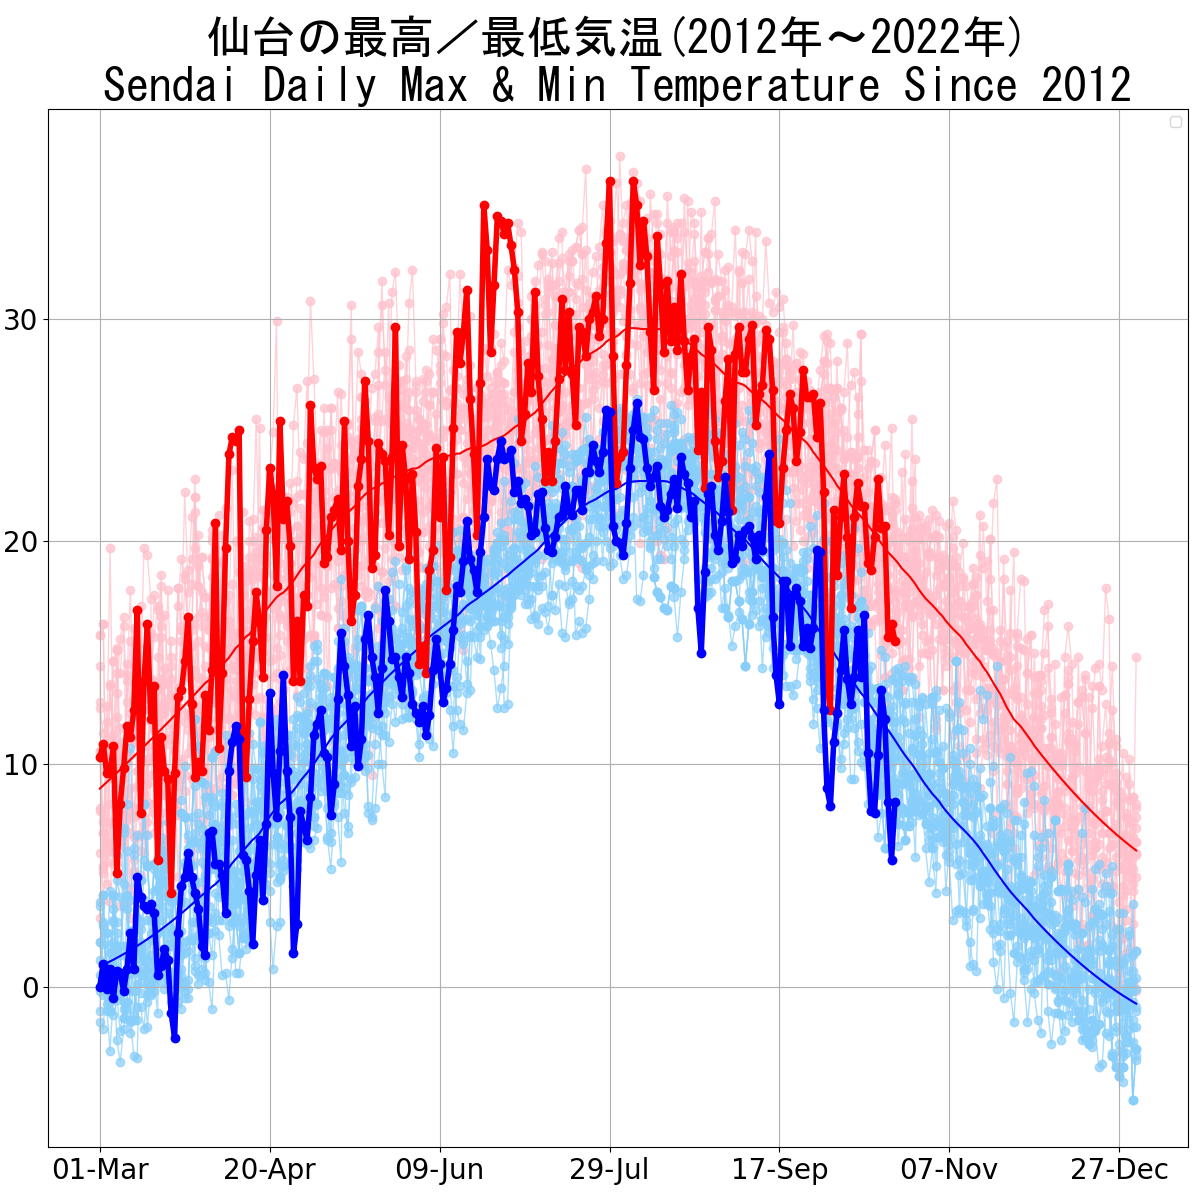 仙台の最高／最低気温(2012年～2022年)
Sendai Daily Max & Min Temperature Since 2012
30
20
10
0
01-Mar 20-Apr 09-Jun 29-Jul 17-Sep 07-Nov 27-Dec